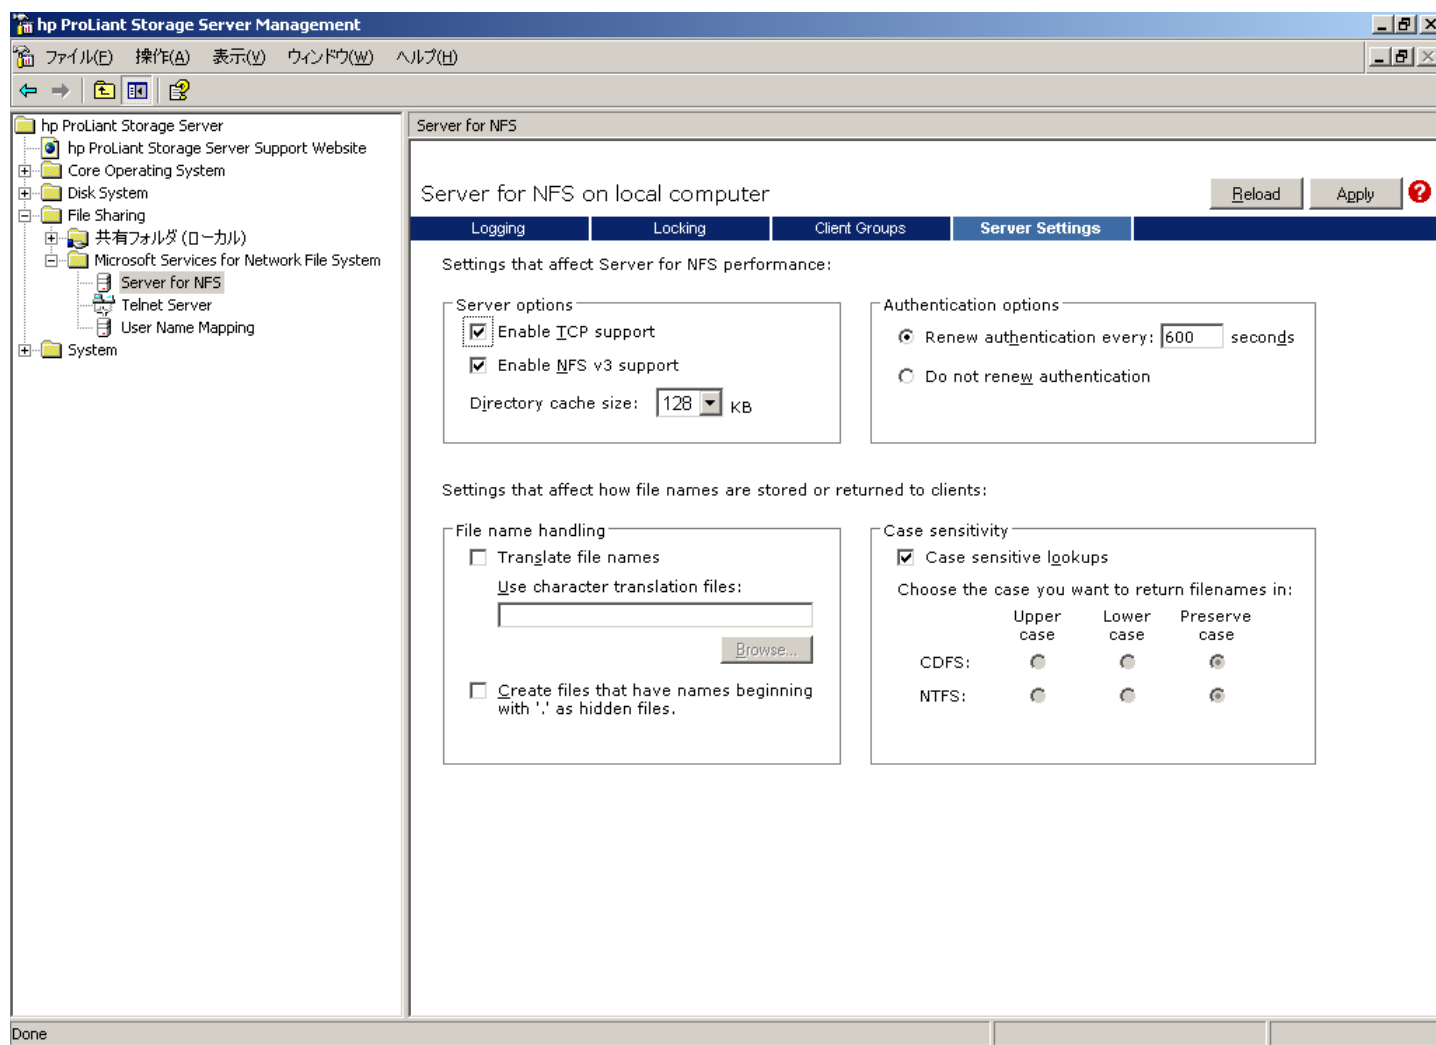 hp ProLiant Storage Server Management
ファイル(F) 操作(A) 表示(V) ウィンドウ(W) ヘルプ(H)
hp ProLiant Storage Server
hp ProLiant Storage Server Support Website
Core Operating System
Disk System
File Sharing
共有フォルダ (ローカル)
Microsoft Services for Network File System
Server for NFS
Telnet Server
User Name Mapping
System
Server for NFS
Server for NFS on local computer
Reload Apply ?
Logging Locking Client Groups Server Settings
Settings that affect Server for NFS performance:
Server options
Enable TCP support
Enable NFS v3 support
Directory cache size: 128 KB
Authentication options
Renew authentication every: 600 seconds
Do not renew authentication
Settings that affect how file names are stored or returned to clients:
File name handling
Translate file names
Use character translation files:
Browse...
Create files that have names beginning
with '.' as hidden files.
Case sensitivity
Case sensitive lookups
Choose the case you want to return filenames in:
Upper Lower Preserve
case case case
CDFS:
NTFS:
Done